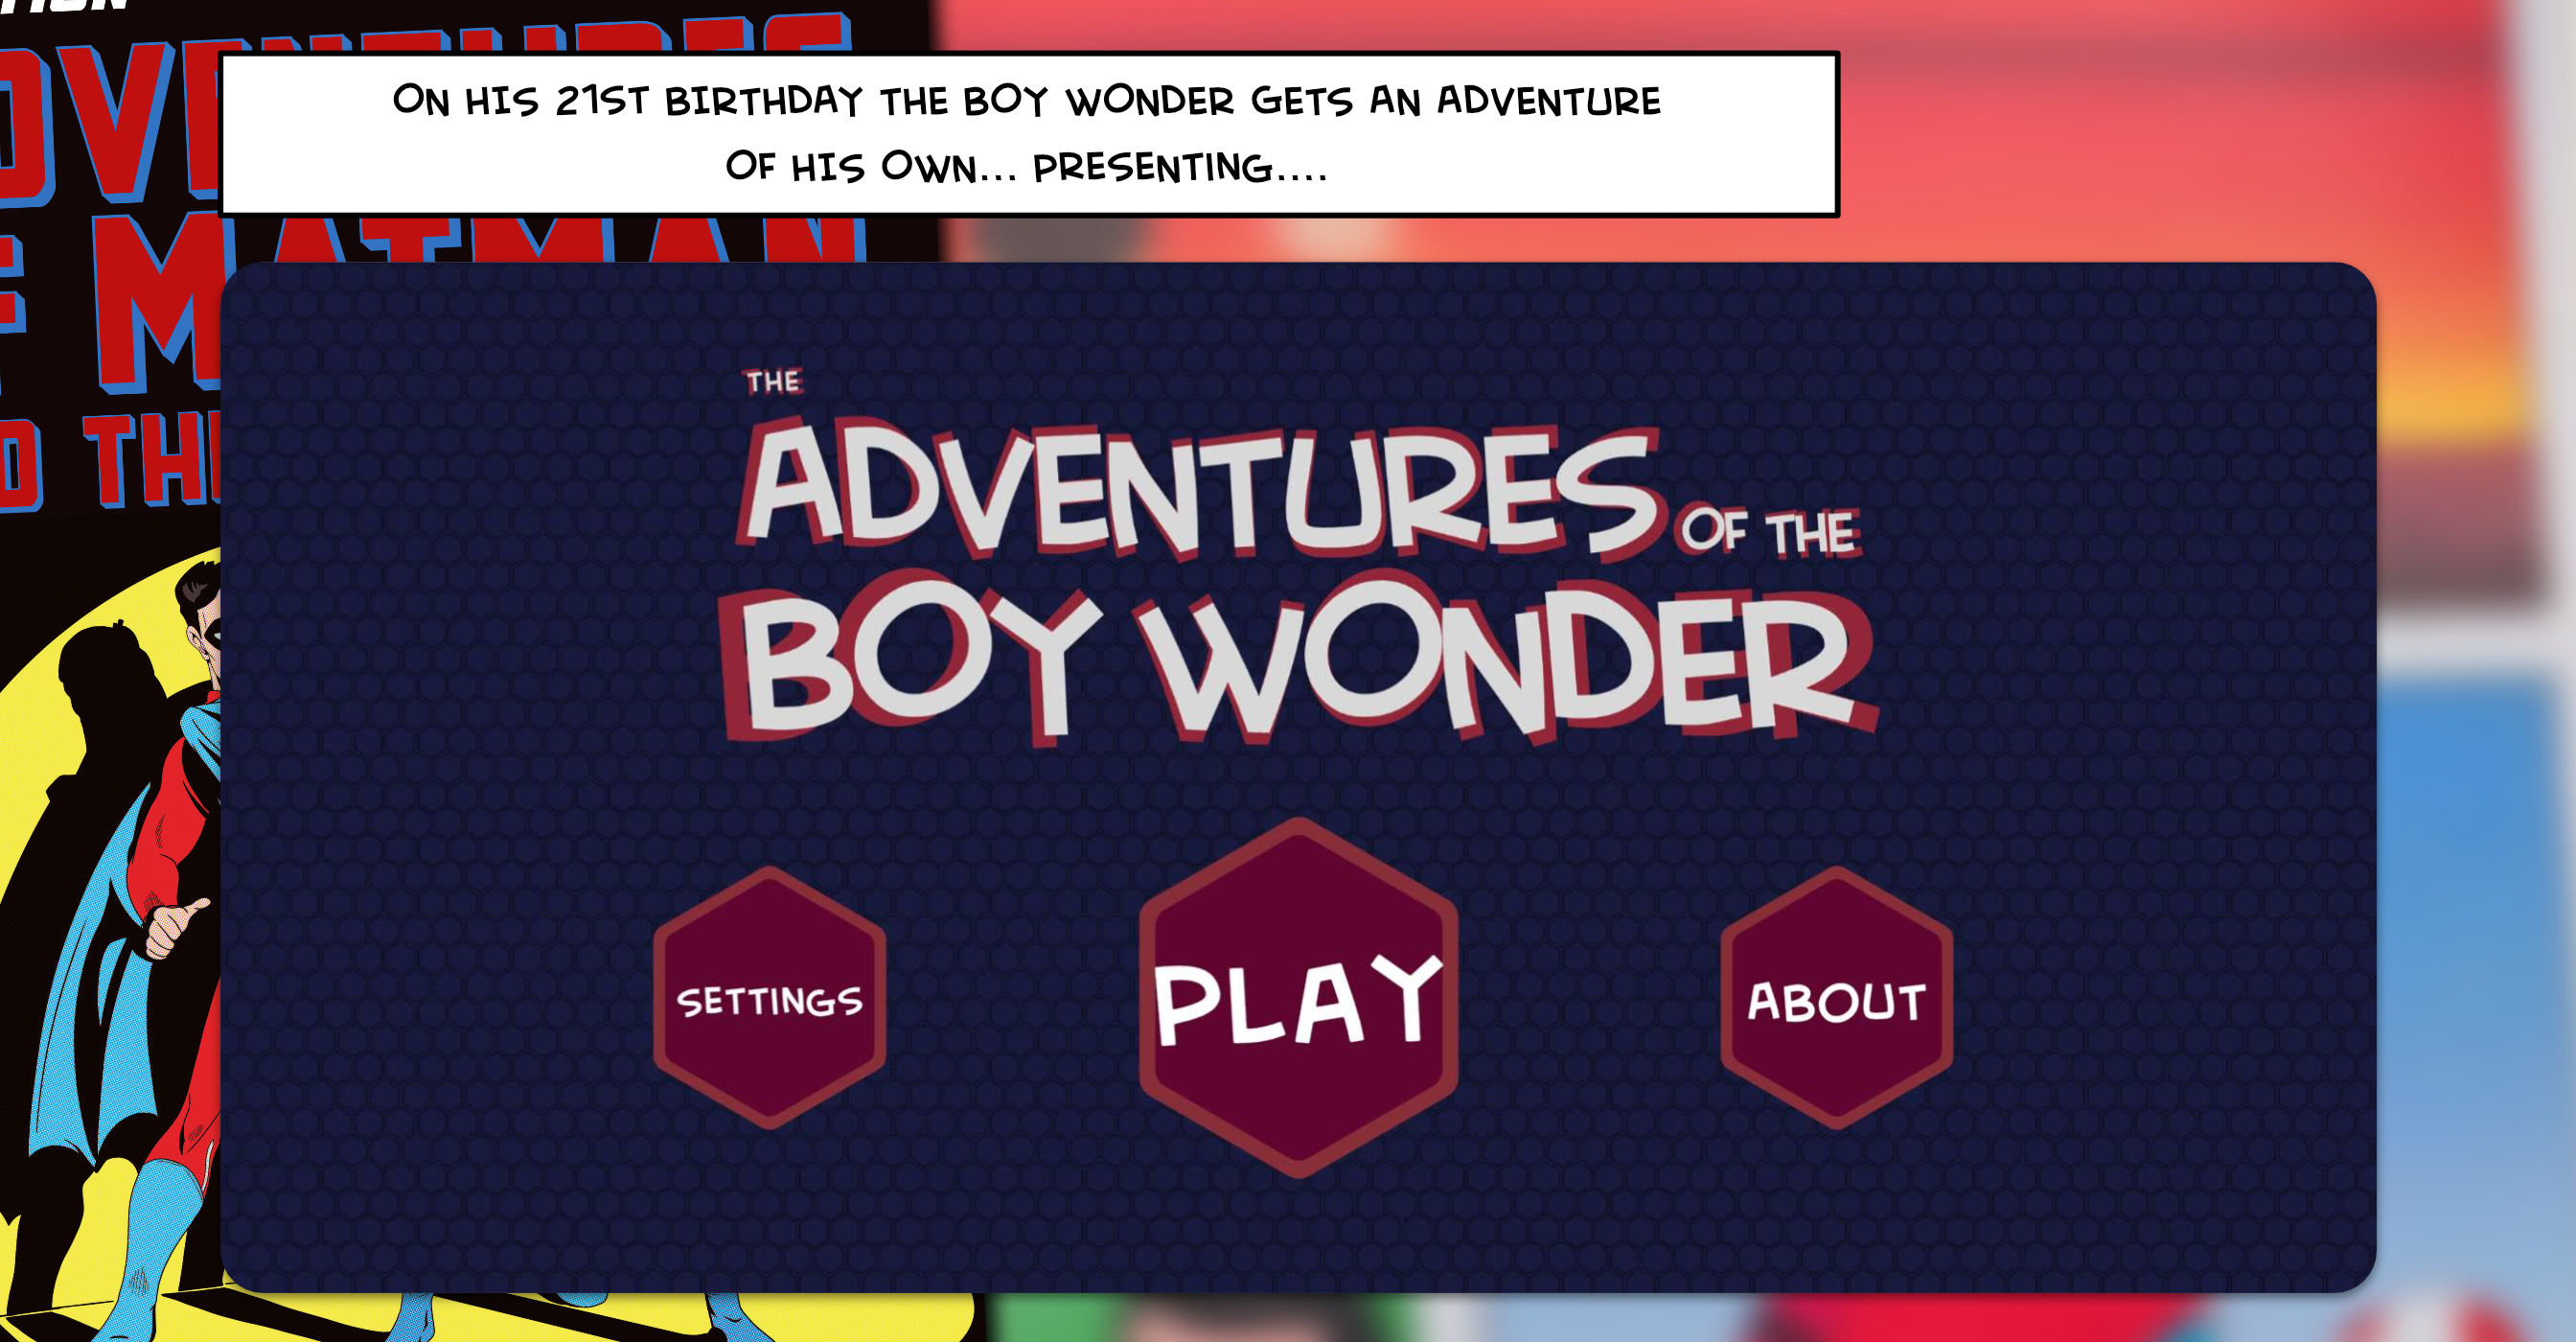 ON HIS 21ST BIRTHDAY THE BOY WONDER GETS AN ADVENTURE
OF HIS OWN... PRESENTING....
THE
ADVENTURES OF THE
BOY WONDER
SETTINGS
PLAY
ABOUT